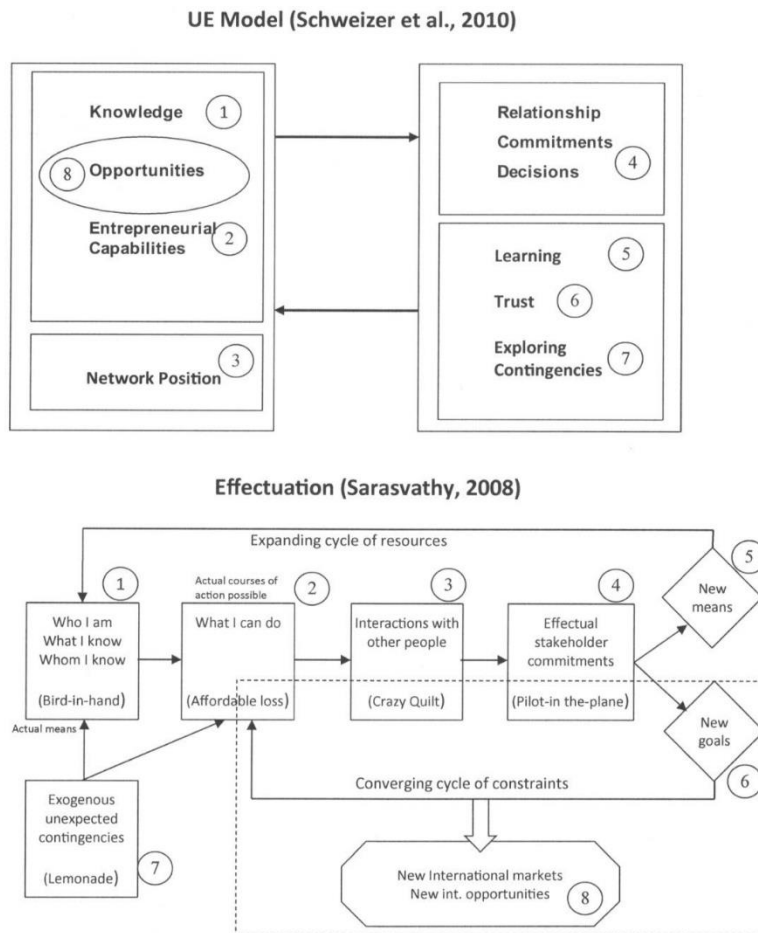 UE Model (Schweizer et al., 2010)
Knowledge 1
8 Opportunities
Entrepreneurial
Capabilities 2
3
Network Position
Relationship
Commitments
Decisions 4
Learning 5
Trust 6
Exploring
Contingencies 7
Effectuation (Sarasvathy, 2008)
Expanding cycle of resources
1
Who I am
What I know
Whom I know
(Bird-in-hand)
Actual means
Actual courses of
action possible
2
What I can do
(Affordable loss)
3
Interactions with
other people
(Crazy Quilt)
4
Effectual
stakeholder
commitments
(Pilot-in the-plane)
5
New
means
New
goals
6
Converging cycle of constraints
Exogenous
unexpected
contingencies
(Lemonade)
7
New International markets
New int. opportunities
8